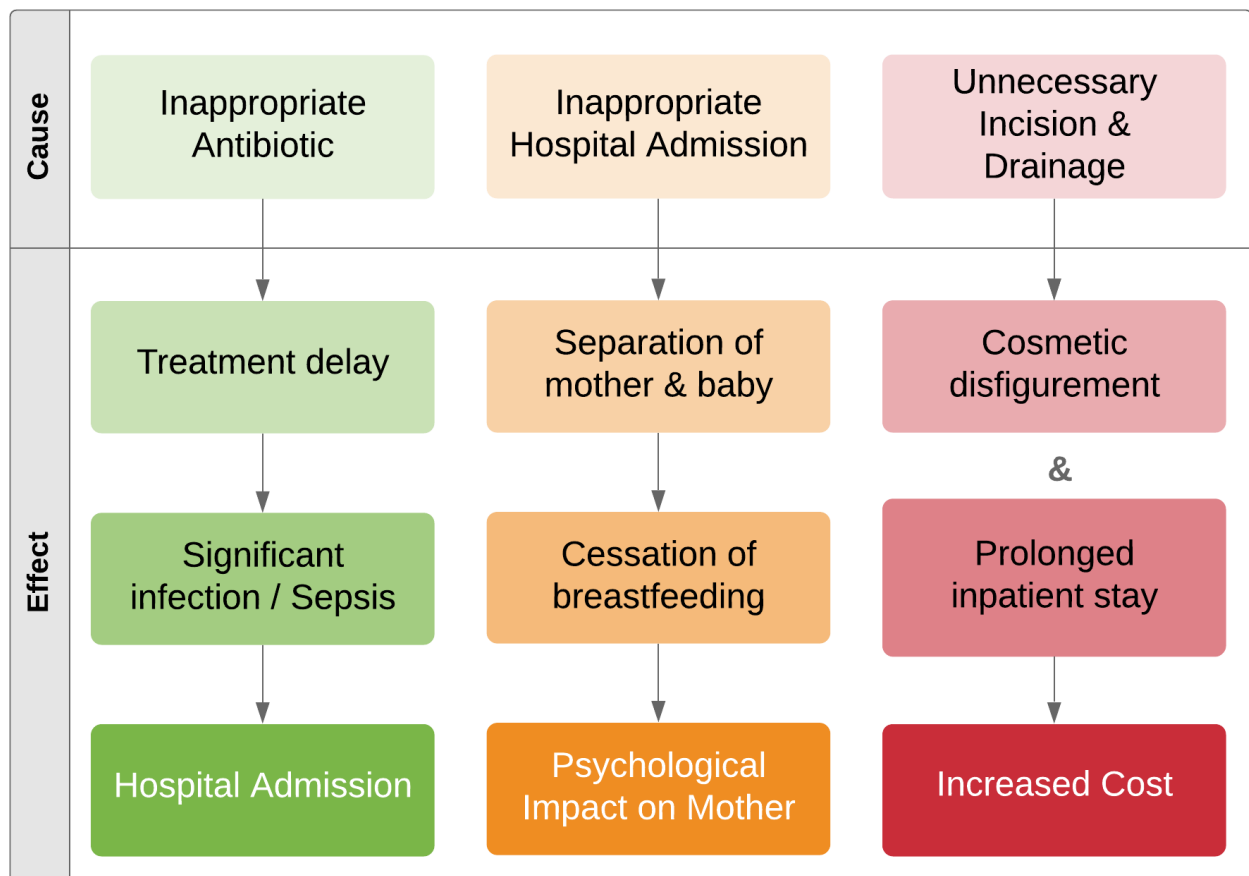 Cause
Inappropriate
Antibiotic
Inappropriate
Hospital Admission
Unnecessary
Incision &
Drainage
Effect
Treatment delay
Separation of
mother & baby
Cosmetic
disfigurement
&
Significant
infection / Sepsis
Cessation of
breastfeeding
Prolonged
inpatient stay
Hospital Admission
Psychological
Impact on Mother
Increased Cost